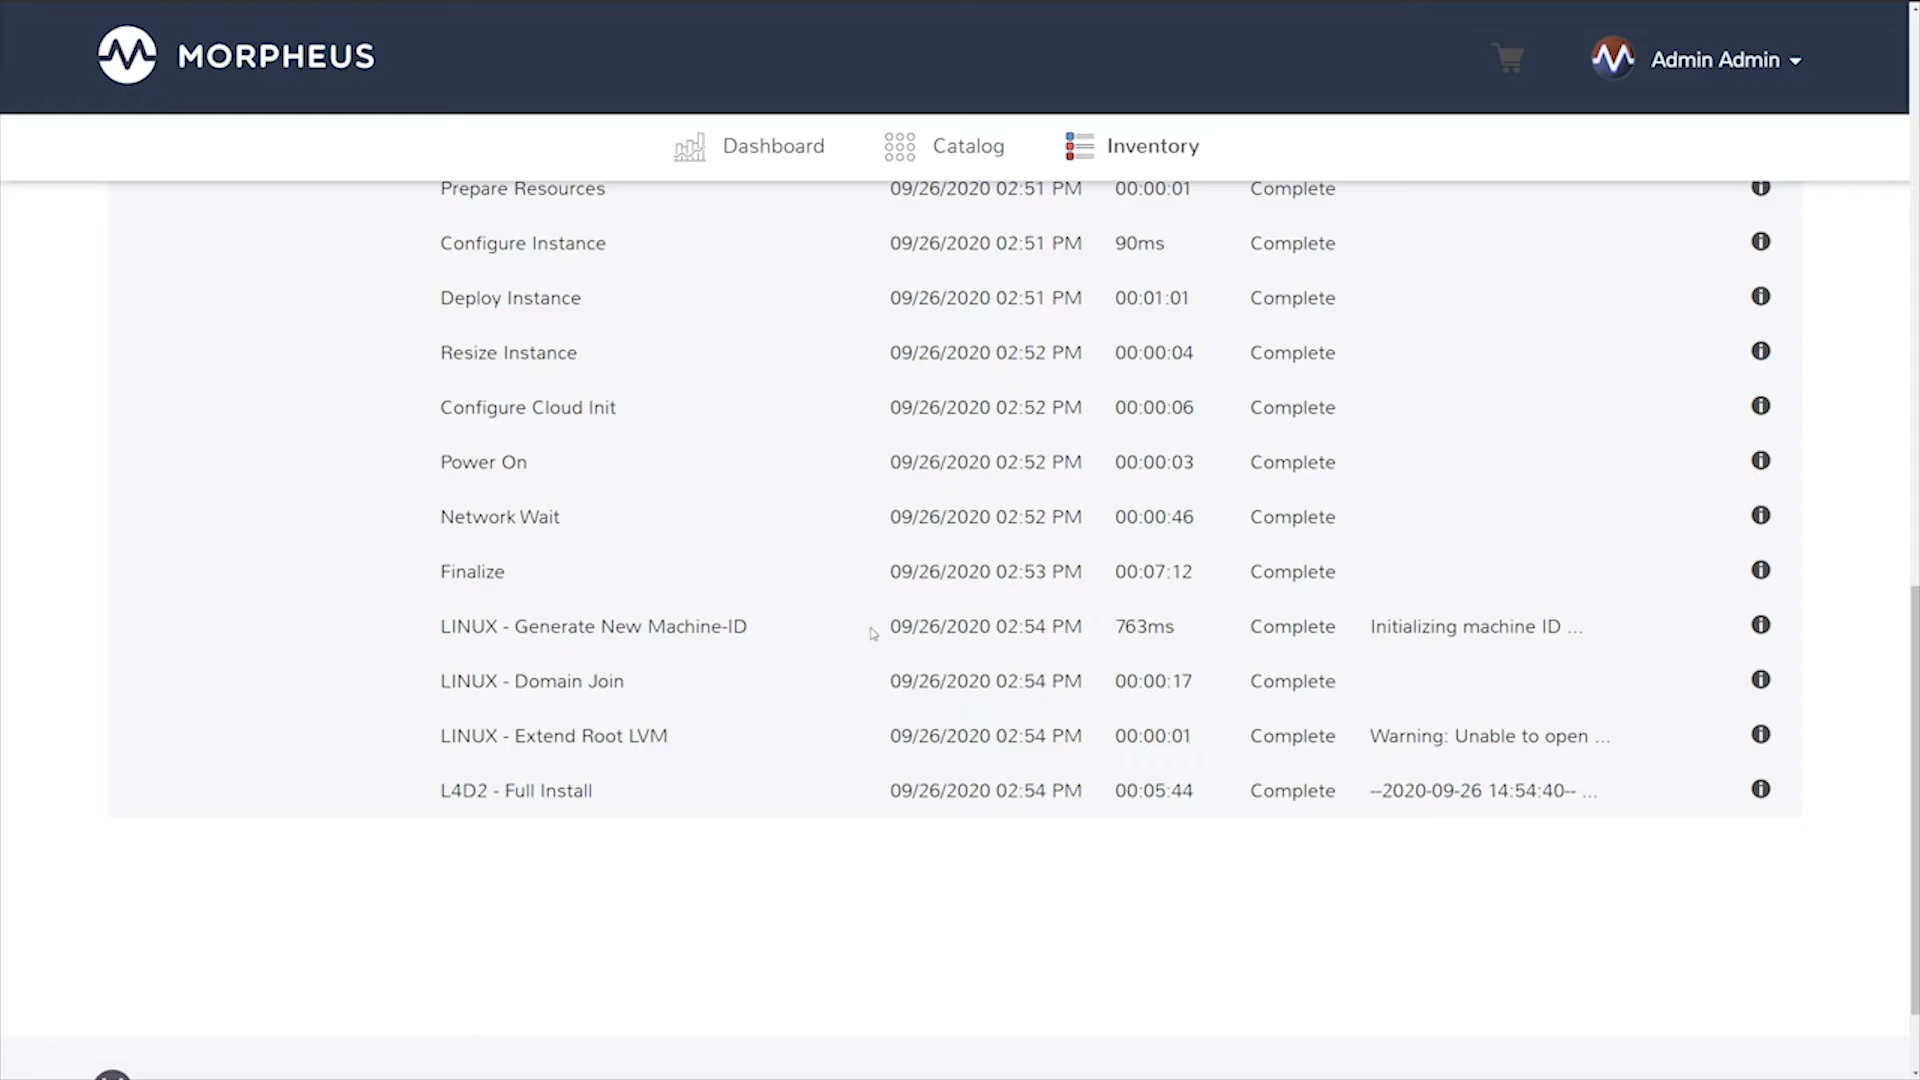 MORPHEUS
Admin Admin
Dashboard Catalog Inventory
Prepare Resources 09/26/2020 02:51 PM 00:00:01 Complete
Configure Instance 09/26/2020 02:51 PM 90ms Complete
Deploy Instance 09/26/2020 02:51 PM 00:01:01 Complete
Resize Instance 09/26/2020 02:52 PM 00:00:04 Complete
Configure Cloud Init 09/26/2020 02:52 PM 00:00:06 Complete
Power On 09/26/2020 02:52 PM 00:00:03 Complete
Network Wait 09/26/2020 02:52 PM 00:00:46 Complete
Finalize 09/26/2020 02:53 PM 00:07:12 Complete
LINUX - Generate New Machine-ID 09/26/2020 02:54 PM 763ms Complete Initializing machine ID ...
LINUX - Domain Join 09/26/2020 02:54 PM 00:00:17 Complete
LINUX - Extend Root LVM 09/26/2020 02:54 PM 00:00:01 Complete Warning: Unable to open ...
L4D2 - Full Install 09/26/2020 02:54 PM 00:05:44 Complete --2020-09-26 14:54:40-- ...